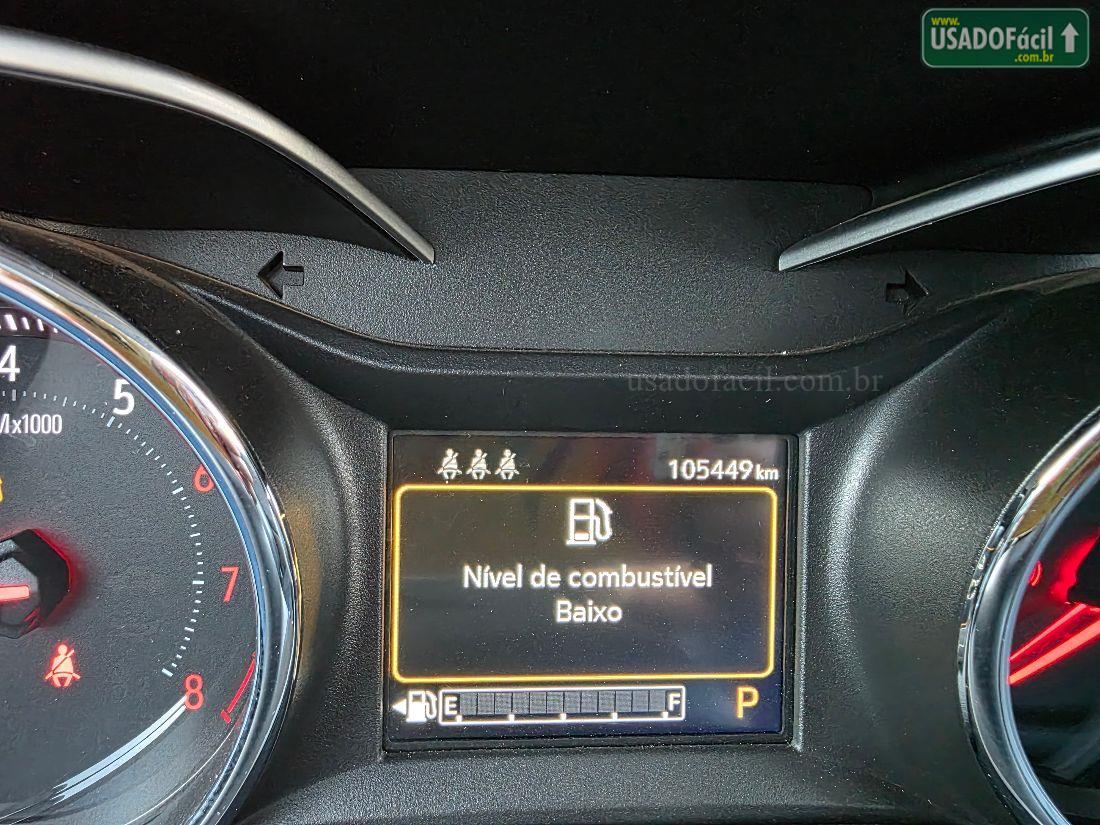 www.
USADOFácil
.com.br
usadofacil.com.br
4
5
x1000
6
7
8
105449 km
Nível de combustível
Baixo
E
F
P